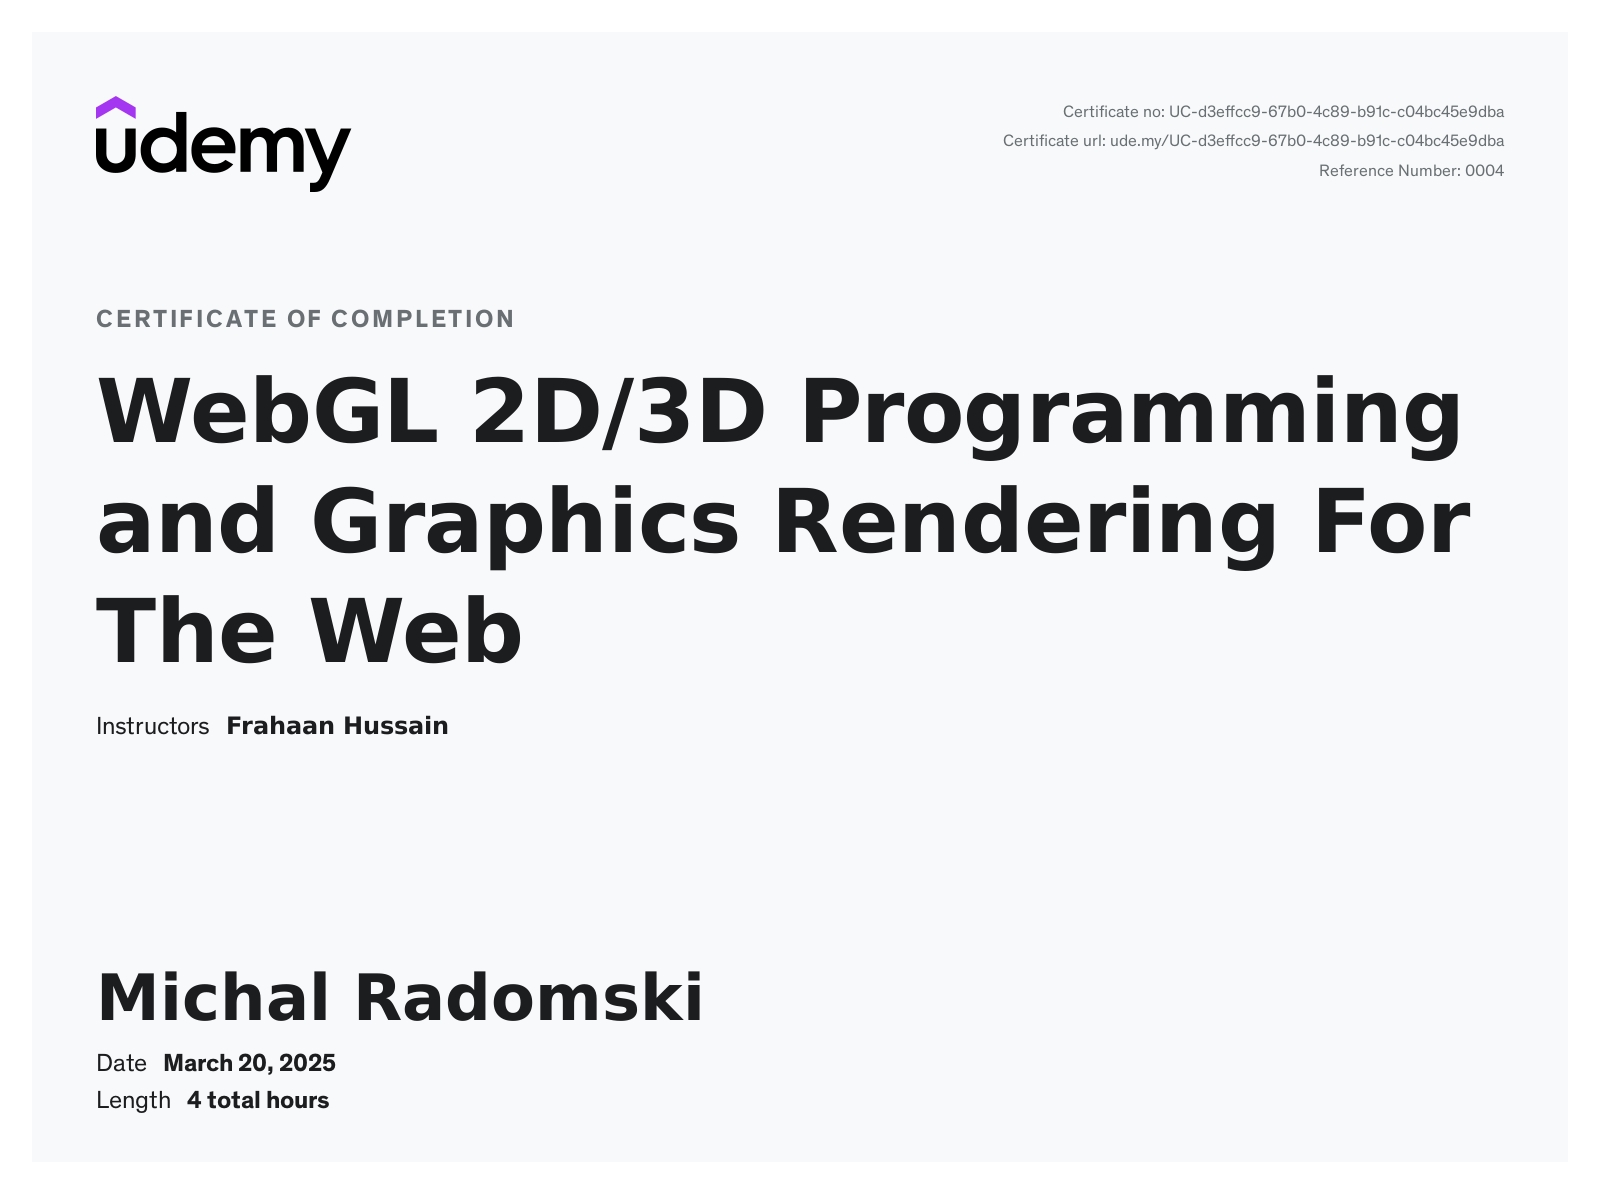 udemy
Certificate no: UC-d3effcc9-67b0-4c89-b91c-c04bc45e9dba
Certificate url: ude.my/UC-d3effcc9-67b0-4c89-b91c-c04bc45e9dba
Reference Number: 0004
CERTIFICATE OF COMPLETION
WebGL 2D/3D Programming
and Graphics Rendering For
The Web
Instructors Frahaan Hussain
Michal Radomski
Date March 20, 2025
Length 4 total hours